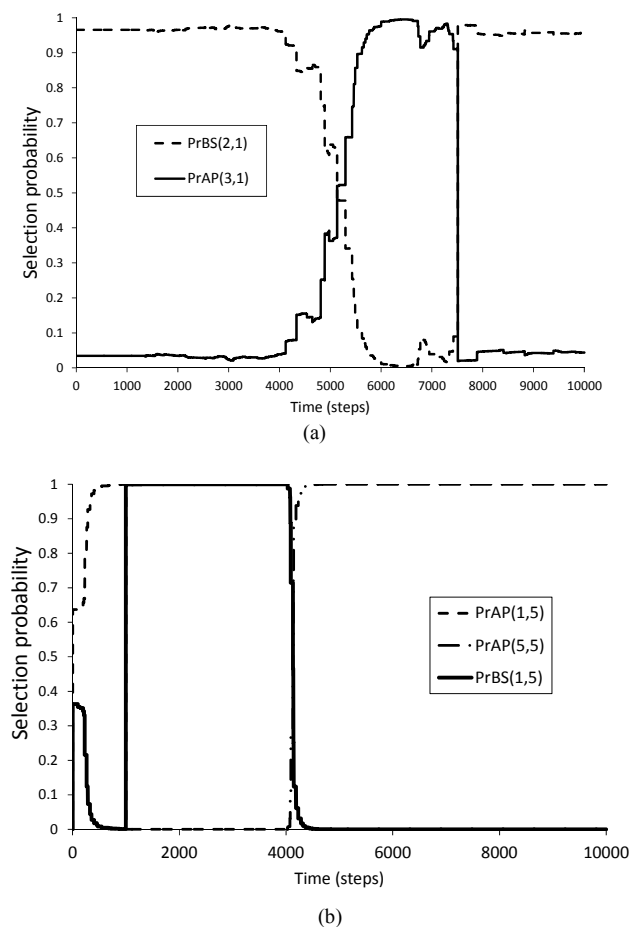 1
0.9
0.8
0.7
0.6
0.5
0.4
0.3
0.2
0.1
0
Selection probability
PrBS(2,1)
PrAP(3,1)
0 1000 2000 3000 4000 5000 6000 7000 8000 9000 10000
Time (steps)
(a)
1
0.9
0.8
0.7
0.6
0.5
0.4
0.3
0.2
0.1
0
Selection probability
PrAP(1,5)
PrAP(5,5)
PrBS(1,5)
0 2000 4000 6000 8000 10000
Time (steps)
(b)